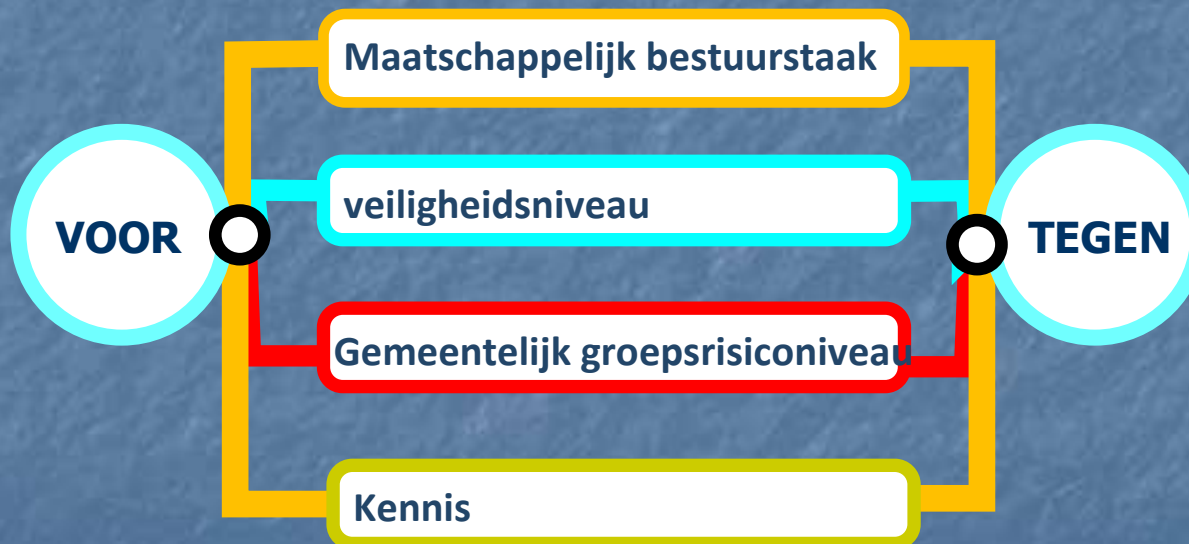 Maatschappelijk bestuurstaak
veiligheidsniveau
VOOR
TEGEN
Gemeentelijk groepsrisiconiveau
Kennis